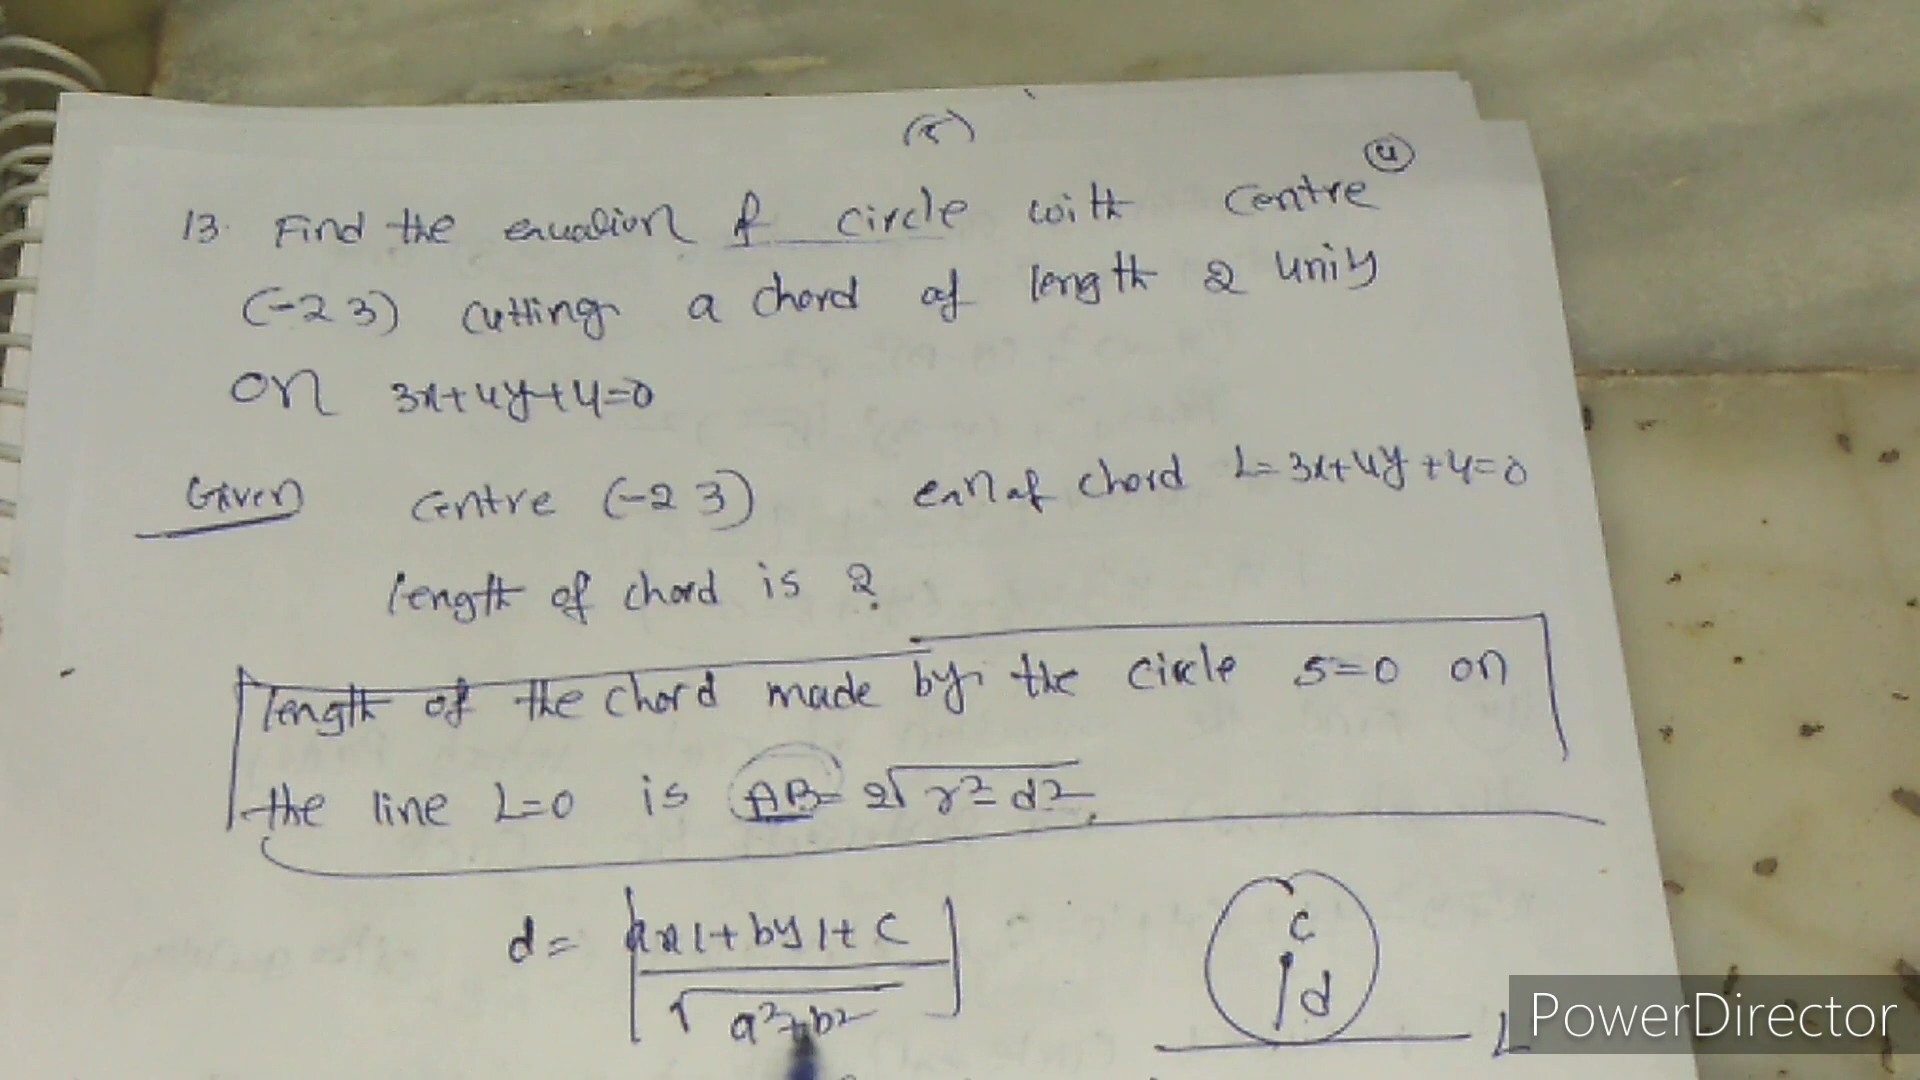 (5)
4
13. Find the equation of circle with centre
(-2 3) cutting a chord of length 2 units
on 3x+4y+4=0
Given centre (-2 3) eqn of chord L=3x+4y+4=0
length of chord is 2.
length of the chord made by the circle S=0 on
the line L=0 is AB=2√r²-d².
d= |ax1+by1+c
√a²+b²|
C
d
L
PowerDirector